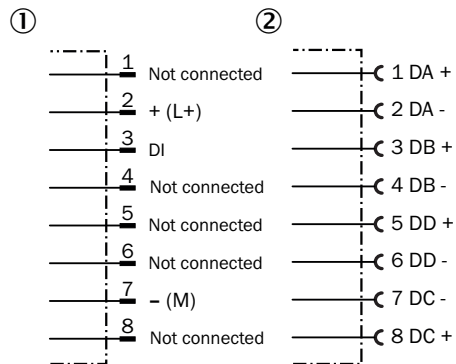 ① ②
1 Not connected
2 + (L+)
3 DI
4 Not connected
5 Not connected
6 Not connected
7 – (M)
8 Not connected
1 DA +
2 DA -
3 DB +
4 DB -
5 DD +
6 DD -
7 DC -
8 DC +